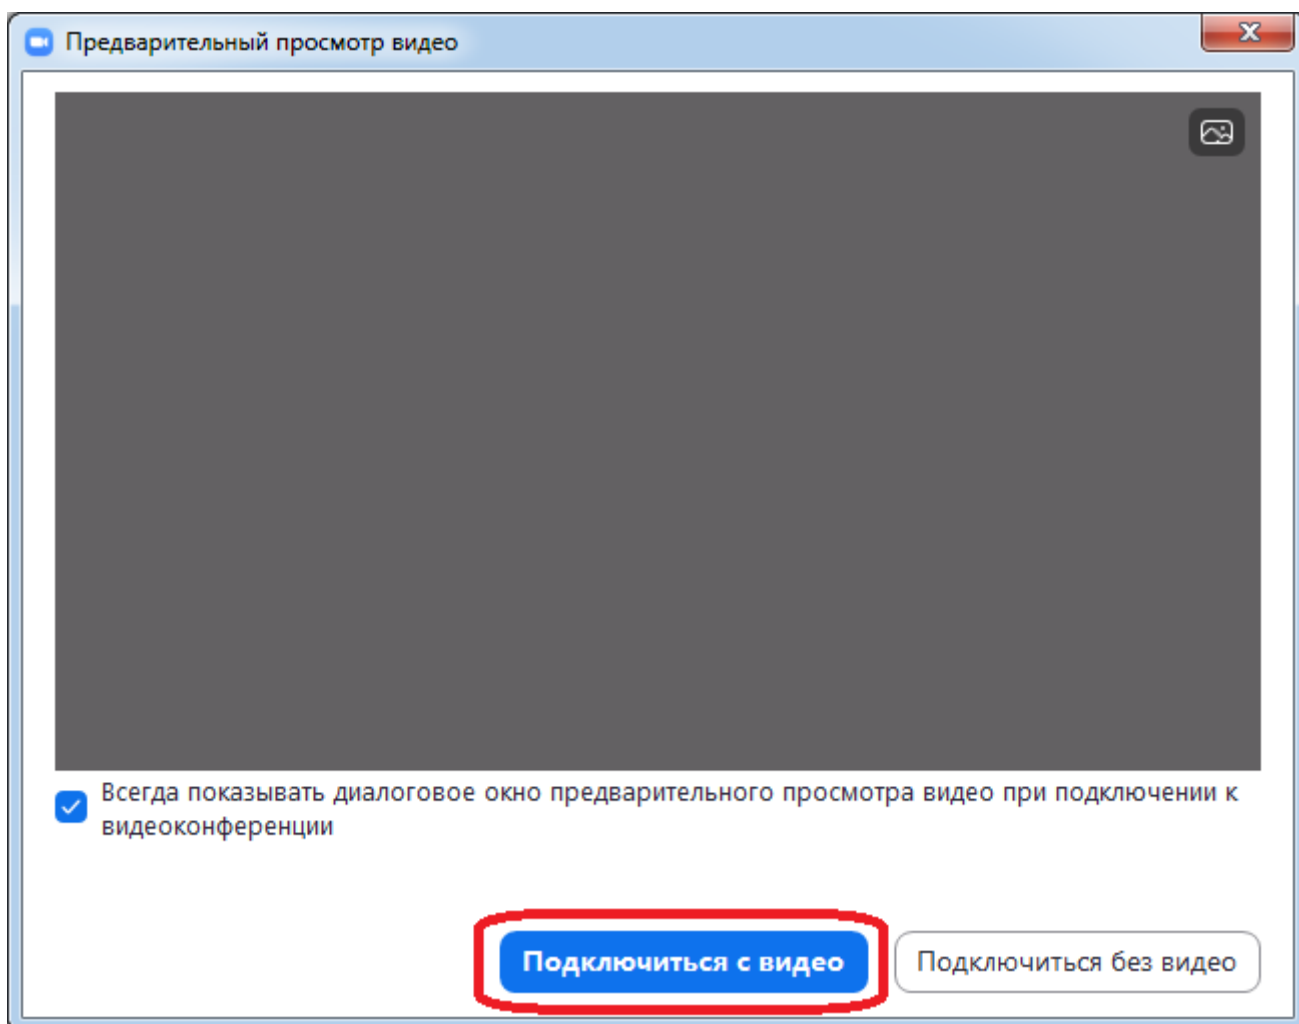 Предварительный просмотр видео
Всегда показывать диалоговое окно предварительного просмотра видео при подключении к
видеоконференции
Подключиться с видео
Подключиться без видео